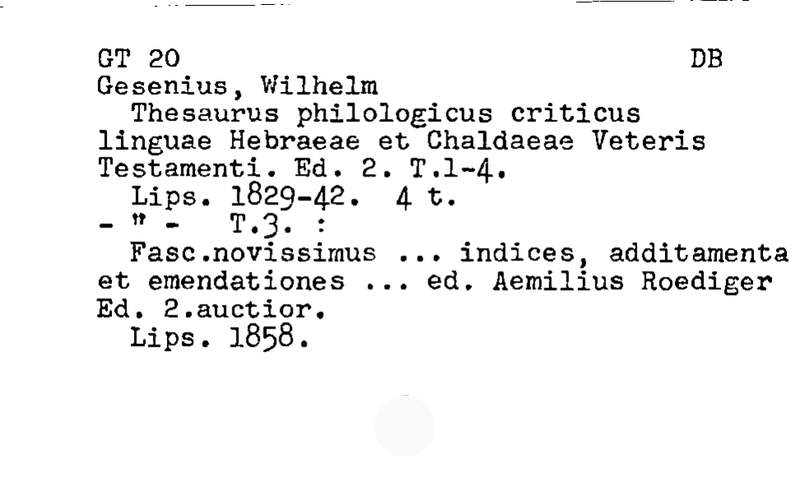 GT 20 DB
Gesenius, Wilhelm
Thesaurus philologicus criticus
linguae Hebraeae et Chaldaeae Veteris
Testamenti. Ed. 2. T.1-4.
Lips. 1829-42. 4 t.
- " - T.3. :
Fasc.novissimus ... indices, additamenta
et emendationes ... ed. Aemilius Roediger
Ed. 2.auctior.
Lips. 1858.